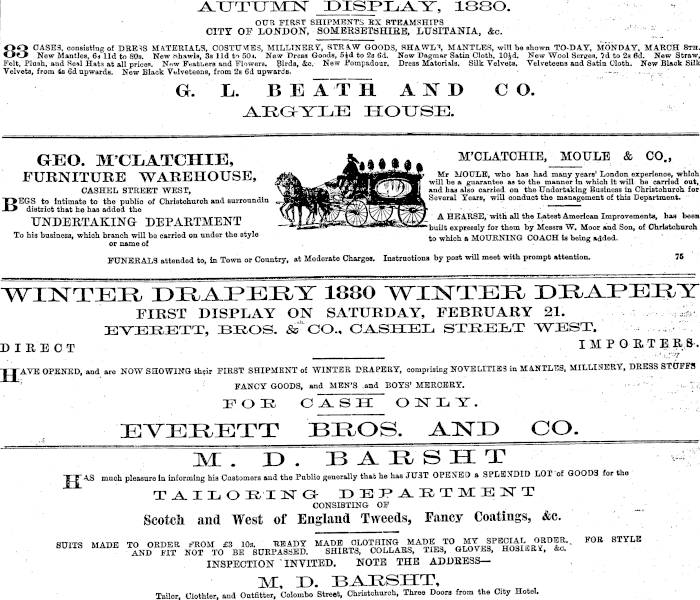 AUTUMN DISPLAY, 1880.
OUR FIRST SHIPMENTS EX STEAMSHIPS
CITY OF LONDON, SOMERSETSHIRE, LUSITANIA, &c.
83 CASES, consisting of DRESS MATERIALS, COSTUMES, MILLINERY, STRAW GOODS, SHAWLS, MANTLES, will be shown TO-DAY, MONDAY, MARCH 8TH.
New Mantles, 6s 11d to 80s. New Shawls, 3s 11d to 50s. New Dress Goods, 6½d to 2s 6d. New Dagmar Satin Cloth, 10½d. New Wool Serges, 7d to 2s 6d. New Straw,
Felt, Plush, and Seal Hats at all prices. New Feathers and Flowers, Birds, &c. New Pompadour. Dress Materials. Silk Velvets, Velveteens and Satin Cloth. New Black Silk
Velvets, from 4s 6d upwards. New Black Velveteens, from 2s 6d upwards.
G. L. BEATH AND CO.
ARGYLE HOUSE.
GEO. M'CLATCHIE,
FURNITURE WAREHOUSE,
CASHEL STREET WEST,
BEGS to Intimate to the public of Christchurch and surroundin
district that he has added the
UNDERTAKING DEPARTMENT
To his business, which branch will be carried on under the style
or name of
M'CLATCHIE, MOULE & CO.,
Mr MOULE, who has had many years' London experience, which
will be a guarantee as to the manner in which it will be carried out,
and has also carried on the Undertaking Business in Christchurch for
Several Years, will conduct the management of this Department.
A HEARSE, with all the Latest American Improvements, has been
built expressly for them by Messrs W. Moor and Son, of Christchurch
to which a MOURNING COACH is being added.
FUNERALS attended to, in Town or Country, at Moderate Charges. Instructions by post will meet with prompt attention. 75
WINTER DRAPERY 1880 WINTER DRAPERY
FIRST DISPLAY ON SATURDAY, FEBRUARY 21.
EVERETT, BROS. & CO., CASHEL STREET WEST,
DIRECT IMPORTERS.
HAVE OPENED, and are NOW SHOWING their FIRST SHIPMENT of WINTER DRAPERY, comprising NOVELITIES in MANTLES, MILLINERY, DRESS STUFFS
FANCY GOODS, and MEN'S and BOYS' MERCERY.
FOR CASH ONLY.
EVERETT BROS. AND CO.
M. D. BARSHT
HAS much pleasure in informing his Customers and the Public generally that he has JUST OPENED a SPLENDID LOT of GOODS for the
TAILORING DEPARTMENT
CONSISTING OF
Scotch and West of England Tweeds, Fancy Coatings, &c.
SUITS MADE TO ORDER FROM £3 10s. READY MADE CLOTHING MADE TO MY SPECIAL ORDER. FOR STYLE
AND FIT NOT TO BE SURPASSED. SHIRTS, COLLARS, TIES, GLOVES, HOSIERY, &c.
INSPECTION INVITED. NOTE THE ADDRESS—
M. D. BARSHT,
Tailor, Clothier, and Outfitter, Colombo Street, Christchurch, Three Doors from the City Hotel.